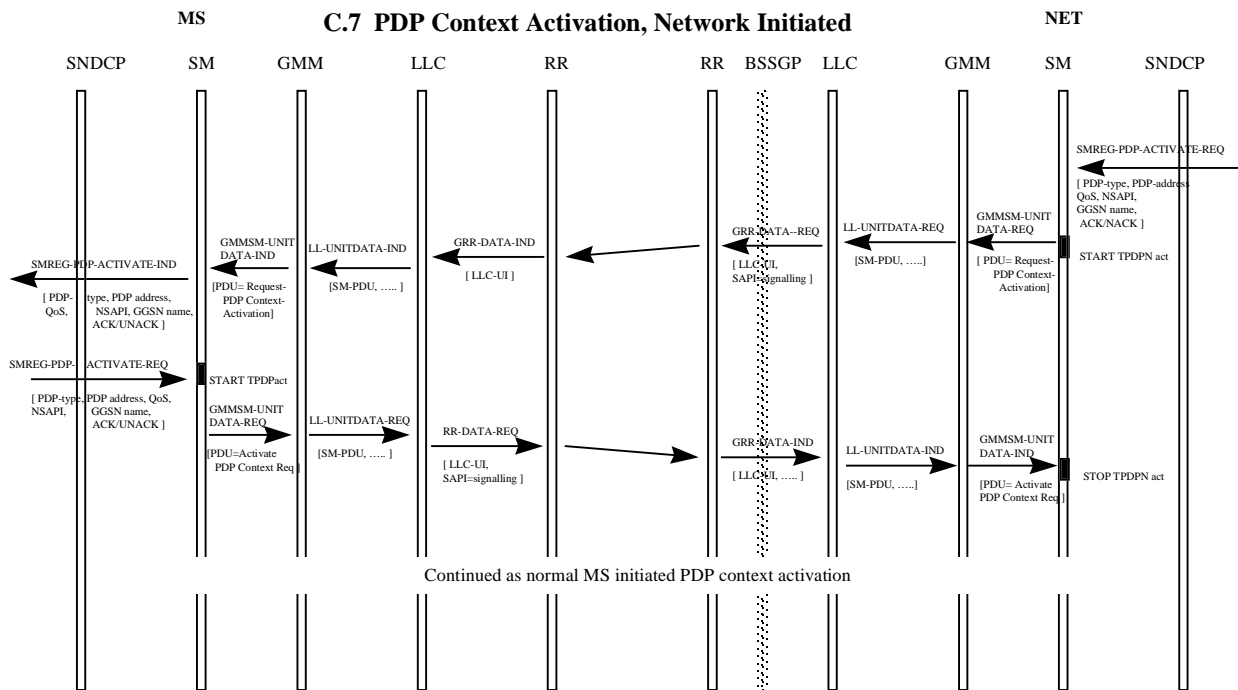 MS
C.7 PDP Context Activation, Network Initiated
NET
SNDCP
SM
GMM
LLC
RR
RR
BSSGP
LLC
GMM
SM
SNDCP
SMREG-PDP-ACTIVATE-REQ
[ PDP-type, PDP-address
QoS, NSAPI,
GGSN name,
ACK/NACK ]
GMMSM-UNIT
DATA-REQ
[ PDU= Request-
PDP Context-
Activation]
START TPDPN act
LL-UNITDATA-REQ
[SM-PDU, ….. ]
GRR-DATA--REQ
[ LLC-UI,
SAPI=signalling ]
GRR-DATA-IND
[ LLC-UI ]
LL-UNITDATA-IND
[SM-PDU, ….. ]
GMMSM-UNIT
DATA-IND
[PDU= Request-
PDP Context-
Activation]
SMREG-PDP-ACTIVATE-IND
[ PDP- type, PDP address,
QoS, NSAPI, GGSN name,
ACK/UNACK ]
SMREG-PDP- ACTIVATE-REQ
[ PDP-type, PDP address, QoS,
NSAPI, GGSN name,
ACK/UNACK ]
START TPDPact
GMMSM-UNIT
DATA-REQ
[PDU=Activate
PDP Context Req ]
LL-UNITDATA-REQ
[SM-PDU, ….. ]
RR-DATA-REQ
[ LLC-UI,
SAPI=signalling ]
GRR-DATA-IND
[ LLC-UI, ….. ]
LL-UNITDATA-IND
[SM-PDU, …..]
GMMSM-UNIT
DATA-IND
[PDU= Activate
PDP Context Req ]
STOP TPDPN act
Continued as normal MS initiated PDP context activation